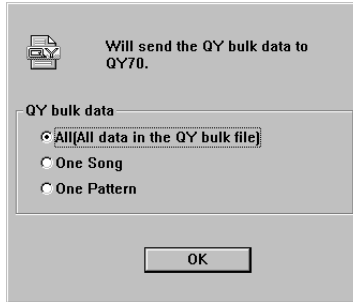 QY
Will send the QY bulk data to
QY70.
QY bulk data
All(All data in the QY bulk file)
One Song
One Pattern
OK